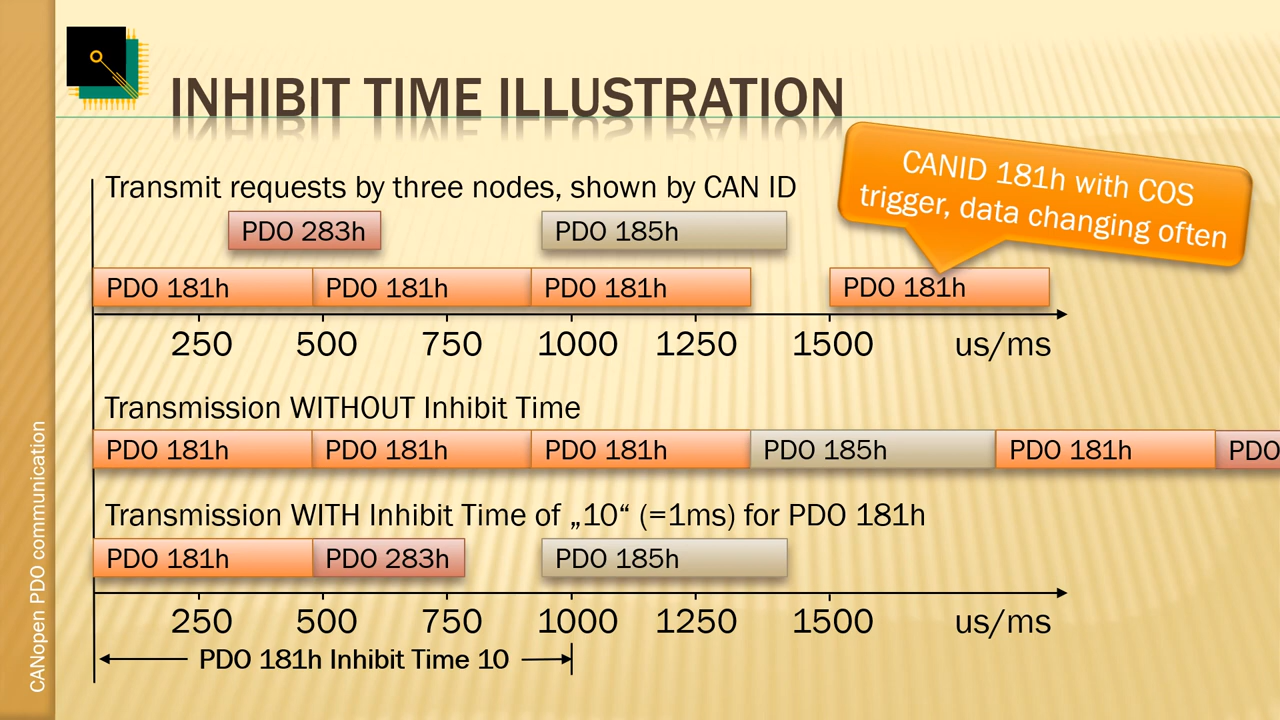 INHIBIT TIME ILLUSTRATION
CANID 181h with COS
trigger, data changing often
Transmit requests by three nodes, shown by CAN ID
PDO 283h PDO 185h
PDO 181h PDO 181h PDO 181h PDO 181h
250 500 750 1000 1250 1500 us/ms
Transmission WITHOUT Inhibit Time
PDO 181h PDO 181h PDO 181h PDO 185h PDO 181h PDO
Transmission WITH Inhibit Time of „10“ (=1ms) for PDO 181h
PDO 181h PDO 283h PDO 185h
250 500 750 1000 1250 1500 us/ms
PDO 181h Inhibit Time 10
CANopen PDO communication